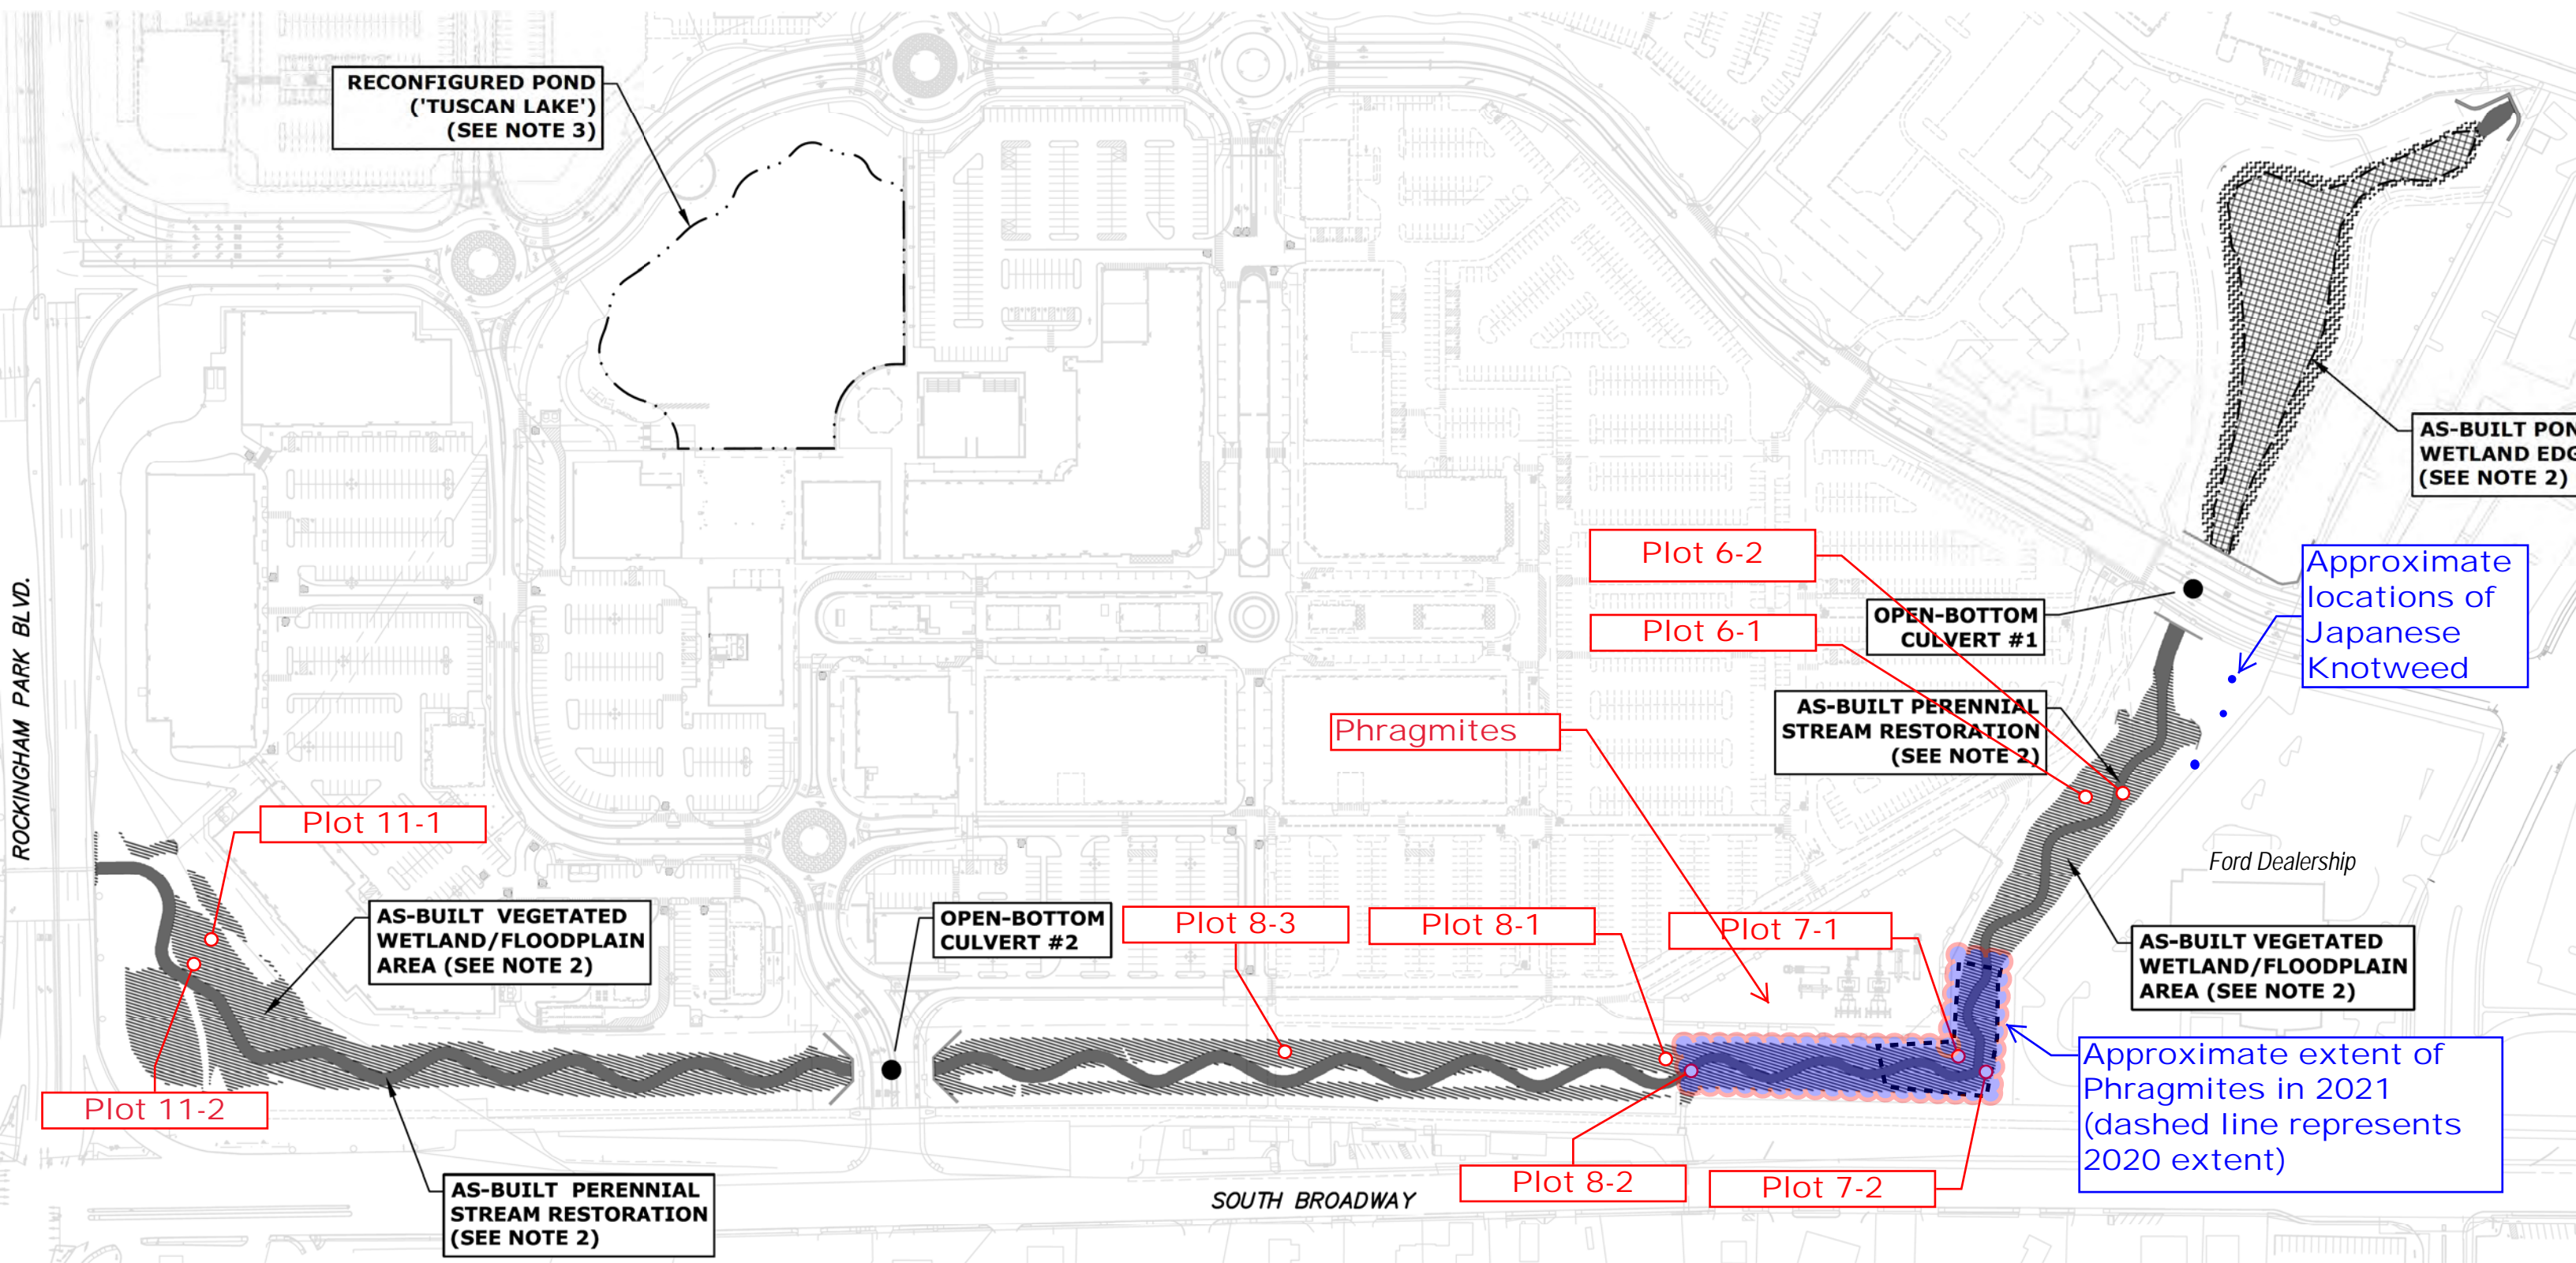 RECONFIGURED POND
('TUSCAN LAKE')
(SEE NOTE 3)
AS-BUILT PON
WETLAND EDG
(SEE NOTE 2)
Plot 6-2
Approximate
locations of
Japanese
Knotweed
OPEN-BOTTOM
CULVERT #1
Plot 6-1
AS-BUILT PERENNIAL
STREAM RESTORATION
(SEE NOTE 2)
Phragmites
ROCKINGHAM PARK BLVD.
Plot 11-1
Ford Dealership
AS-BUILT VEGETATED
WETLAND/FLOODPLAIN
AREA (SEE NOTE 2)
OPEN-BOTTOM
CULVERT #2
Plot 8-3
Plot 8-1
Plot 7-1
AS-BUILT VEGETATED
WETLAND/FLOODPLAIN
AREA (SEE NOTE 2)
Approximate extent of
Phragmites in 2021
(dashed line represents
2020 extent)
Plot 11-2
AS-BUILT PERENNIAL
STREAM RESTORATION
(SEE NOTE 2)
SOUTH BROADWAY
Plot 8-2
Plot 7-2